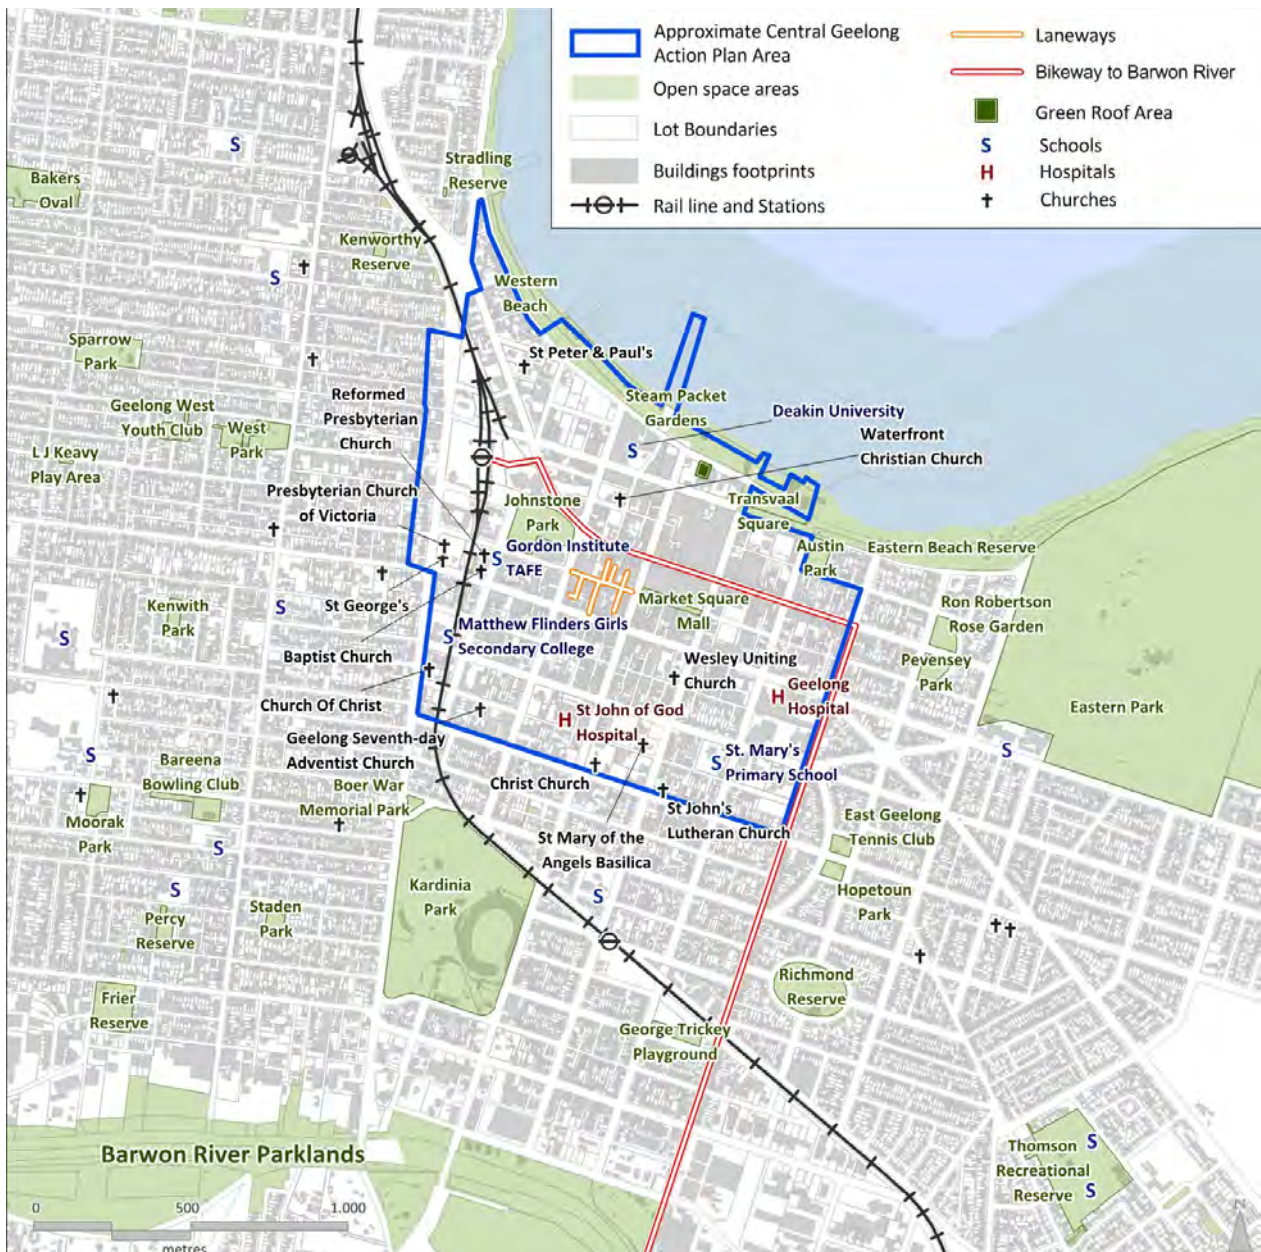 Approximate Central Geelong
Action Plan Area
Open space areas
Lot Boundaries
Buildings footprints
Rail line and Stations
Laneways
Bikeway to Barwon River
Green Roof Area
S Schools
H Hospitals
Churches
S
Stradling
Reserve
Bakers
Oval
Kenworthy
Reserve
S
Western
Beach
Sparrow
Park
St Peter & Paul's
Reformed
Presbyterian
Church
Steam Packet
Gardens
Deakin University
S
Waterfront
Christian Church
Geelong West
Youth Club
West
Park
L J Keavy
Play Area
Presbyterian Church
of Victoria
Johnstone
Park
Transvaal
Square
Austin
Park
Eastern Beach Reserve
S
Gordon Institute
TAFE
St George's
Kenwith
Park
S
S
Market Square
Mall
Ron Robertson
Rose Garden
S
Matthew Flinders Girls
Secondary College
Baptist Church
Wesley Uniting
Church
Pevensey
Park
Church Of Christ
H
Geelong
Hospital
Eastern Park
H
St John of God
Hospital
Geelong Seventh-day
Adventist Church
S
S
St. Mary's
Primary School
S
Bareena
Bowling Club
Boer War
Memorial Park
Christ Church
Moorak
Park
St John's
Lutheran Church
East Geelong
Tennis Club
St Mary of the
Angels Basilica
S
S
S
Kardinia
Park
Hopetoun
Park
Percy
Reserve
Staden
Park
Richmond
Reserve
Frier
Reserve
George Trickey
Playground
Barwon River Parklands
Thomson
Recreational
Reserve
S
S
0
500
1.000
metres
N